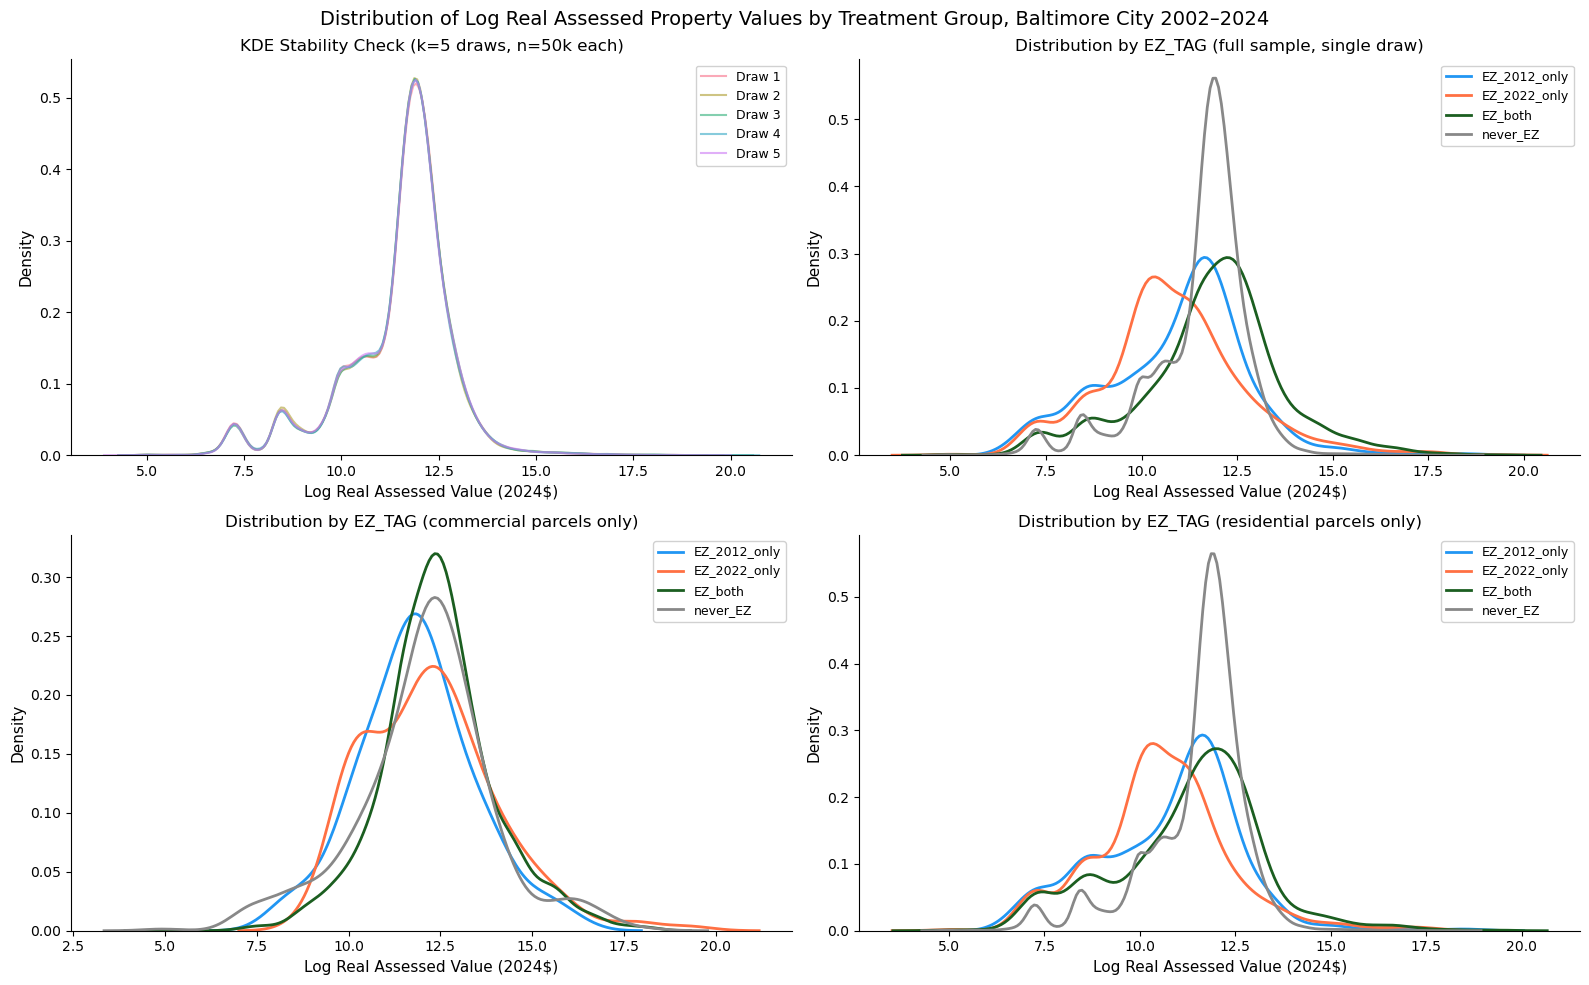 Distribution of Log Real Assessed Property Values by Treatment Group, Baltimore City 2002–2024
KDE Stability Check (k=5 draws, n=50k each)
Draw 1
Draw 2
Draw 3
Draw 4
Draw 5
Density
0.5
0.4
0.3
0.2
0.1
0.0
5.0 7.5 10.0 12.5 15.0 17.5 20.0
Log Real Assessed Value (2024$)
Distribution by EZ_TAG (full sample, single draw)
EZ_2012_only
EZ_2022_only
EZ_both
never_EZ
Density
0.5
0.4
0.3
0.2
0.1
0.0
5.0 7.5 10.0 12.5 15.0 17.5 20.0
Log Real Assessed Value (2024$)
Distribution by EZ_TAG (commercial parcels only)
EZ_2012_only
EZ_2022_only
EZ_both
never_EZ
Density
0.30
0.25
0.20
0.15
0.10
0.05
0.00
2.5 5.0 7.5 10.0 12.5 15.0 17.5 20.0
Log Real Assessed Value (2024$)
Distribution by EZ_TAG (residential parcels only)
EZ_2012_only
EZ_2022_only
EZ_both
never_EZ
Density
0.5
0.4
0.3
0.2
0.1
0.0
5.0 7.5 10.0 12.5 15.0 17.5 20.0
Log Real Assessed Value (2024$)